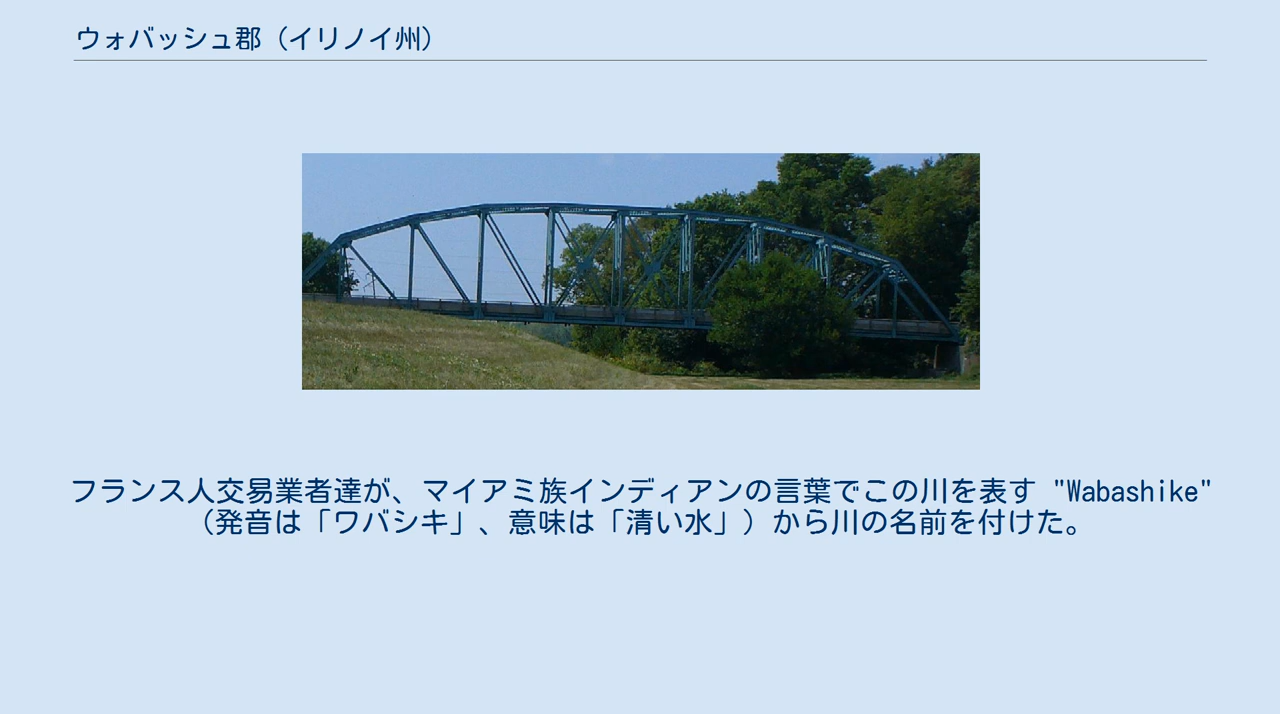 ウォバッシュ郡（イリノイ州）
フランス人交易業者達が、マイアミ族インディアンの言葉でこの川を表す "Wabashike"
（発音は「ワバシキ」、意味は「清い水」）から川の名前を付けた。